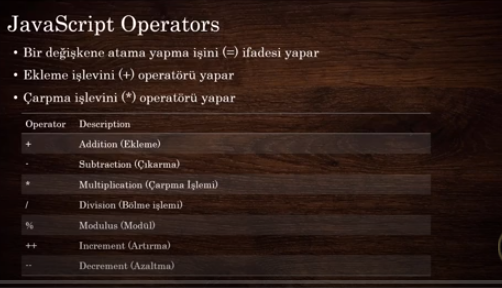 JavaScript Operators
• Bir değişkene atama yapma işini (=) ifadesi yapar
• Ekleme işlevini (+) operatörü yapar
• Çarpma işlevini (*) operatörü yapar
Operator Description
+ Addition (Ekleme)
- Subtraction (Çıkarma)
* Multiplication (Çarpma İşlemi)
/ Division (Bölme işlemi)
% Modulus (Modül)
++ Increment (Artırma)
-- Decrement (Azaltma)